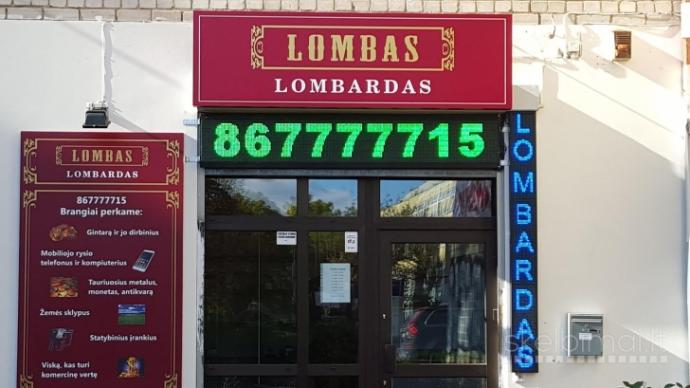 LOMBAS
LOMBARDAS
867777715
LOMBARDAS
LOMBAS
LOMBARDAS
867777715
Brangiai perkame:
Gintarą ir jo dirbinius
Mobiliojo ryšio
telefonus ir kompiuterius
Tauriuosius metalus,
monetas, antikvarą
Žemės sklypus
Statybinius įrankius
Viską, kas turi
komercinę vertę
skelbimai.lt